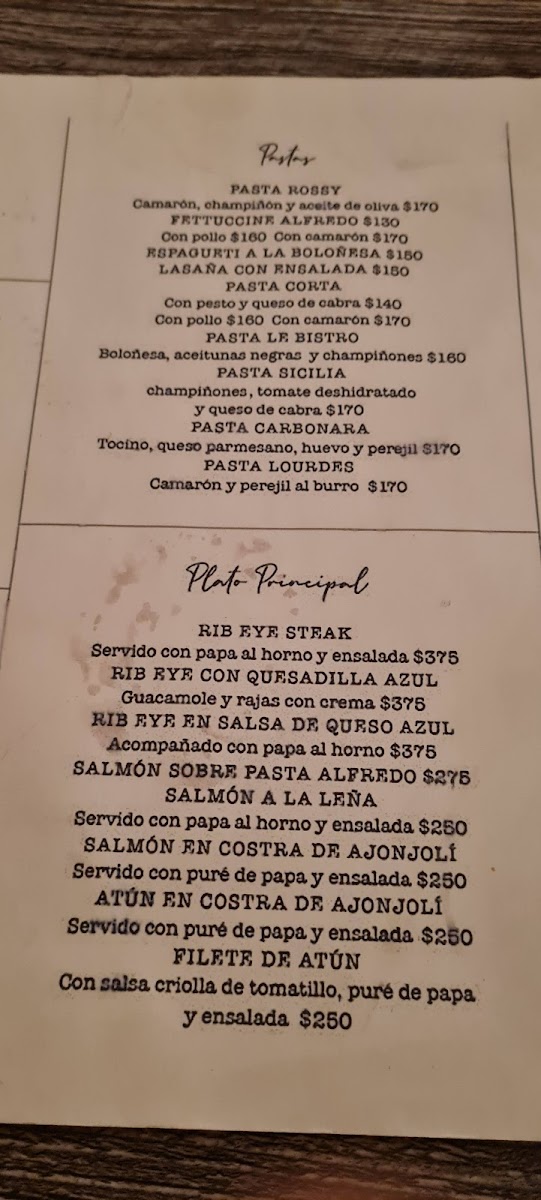 Pastas
PASTA ROSSY
Camarón, champiñón y aceite de oliva $170
FETTUCCINE ALFREDO $130
Con pollo $160 Con camarón $170
ESPAGUETI A LA BOLOÑESA $150
LASAÑA CON ENSALADA $150
PASTA CORTA
Con pesto y queso de cabra $140
Con pollo $160 Con camarón $170
PASTA LE BISTRO
Boloñesa, aceitunas negras y champiñones $160
PASTA SICILIA
champiñones, tomate deshidratado
y queso de cabra $170
PASTA CARBONARA
Tocino, queso parmesano, huevo y perejil $170
PASTA LOURDES
Camarón y perejil al burro $170
Plato Principal
RIB EYE STEAK
Servido con papa al horno y ensalada $375
RIB EYE CON QUESADILLA AZUL
Guacamole y rajas con crema $375
RIB EYE EN SALSA DE QUESO AZUL
Acompañado con papa al horno $375
SALMÓN SOBRE PASTA ALFREDO $275
SALMÓN A LA LEÑA
Servido con papa al horno y ensalada $250
SALMÓN EN COSTRA DE AJONJOLÍ
Servido con puré de papa y ensalada $250
ATÚN EN COSTRA DE AJONJOLÍ
Servido con puré de papa y ensalada $250
FILETE DE ATÚN
Con salsa criolla de tomatillo, puré de papa
y ensalada $250